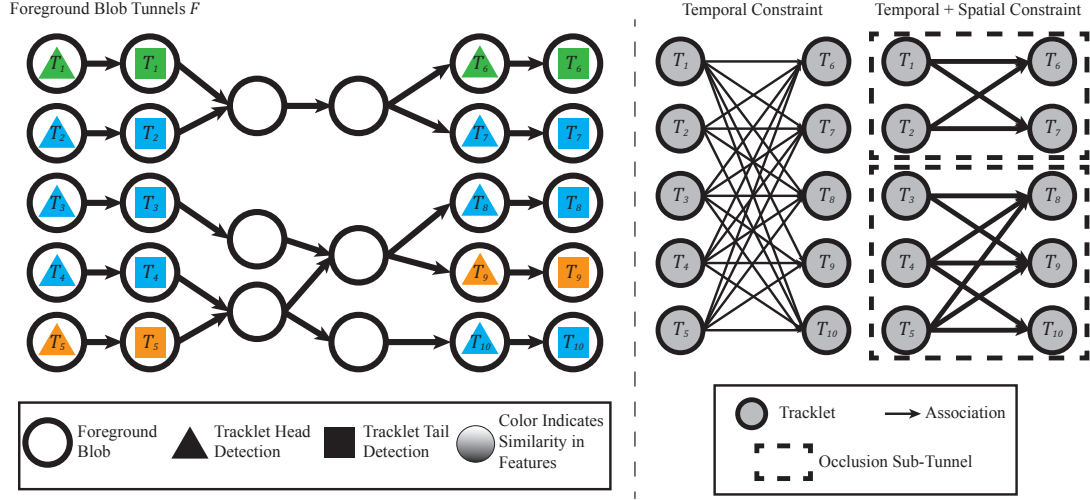 Foreground Blob Tunnels F
Temporal Constraint
Temporal + Spatial Constraint
T1 T1 T6 T6
T2 T2 T7 T7
T3 T3 T8 T8
T4 T4 T9 T9
T5 T5 T10 T10
T1 T6
T2 T7
T3 T8
T4 T9
T5 T10
T1 T6
T2 T7
T3 T8
T4 T9
T5 T10
Foreground
Blob
Tracklet Head
Detection
Tracklet Tail
Detection
Color Indicates
Similarity in
Features
Tracklet
Association
Occlusion Sub-Tunnel